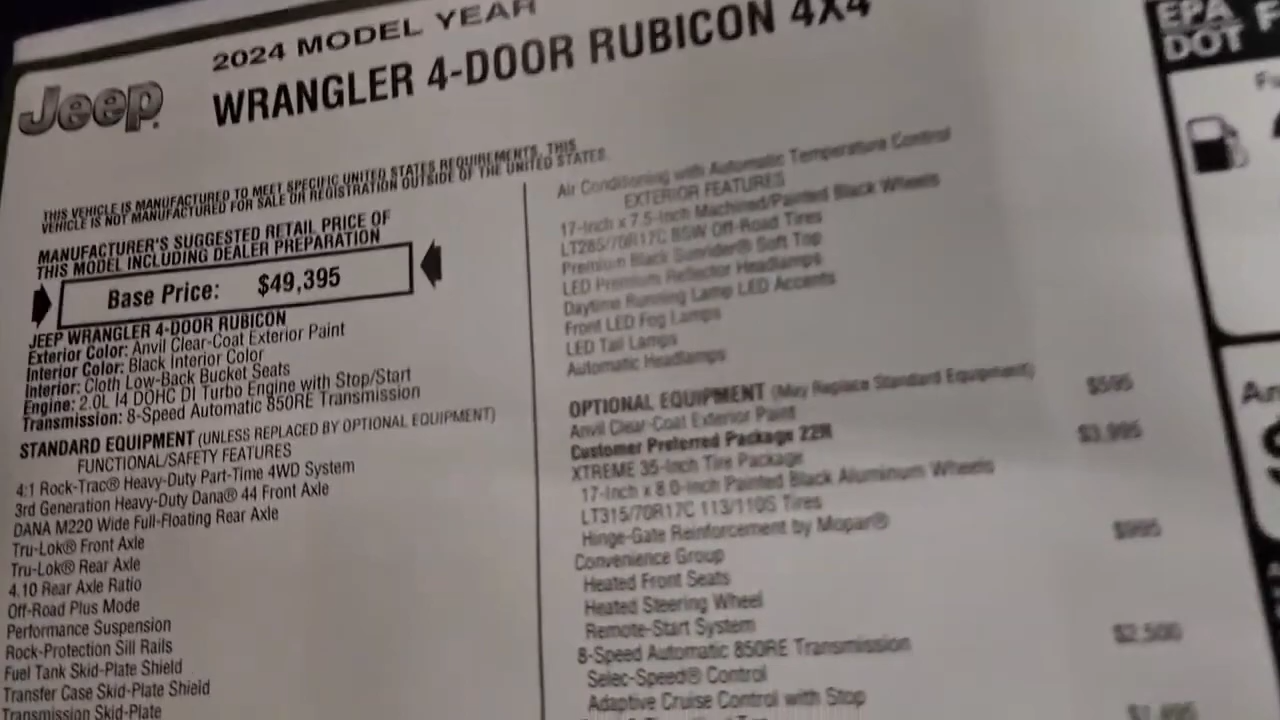 Jeep
2024 MODEL YEAR
WRANGLER 4-DOOR RUBICON 4X4
THIS VEHICLE IS MANUFACTURED TO MEET SPECIFIC UNITED STATES REQUIREMENTS. THIS
VEHICLE IS NOT MANUFACTURED FOR SALE OR REGISTRATION OUTSIDE OF THE UNITED STATES.
MANUFACTURER'S SUGGESTED RETAIL PRICE OF
THIS MODEL INCLUDING DEALER PREPARATION
Base Price: $49,395
JEEP WRANGLER 4-DOOR RUBICON
Exterior Color: Anvil Clear-Coat Exterior Paint
Interior Color: Black Interior Color
Interior: Cloth Low-Back Bucket Seats
Engine: 2.0L I4 DOHC DI Turbo Engine with Stop/Start
Transmission: 8-Speed Automatic 850RE Transmission
STANDARD EQUIPMENT (UNLESS REPLACED BY OPTIONAL EQUIPMENT)
FUNCTIONAL/SAFETY FEATURES
4:1 Rock-Trac® Heavy-Duty Part-Time 4WD System
3rd Generation Heavy-Duty Dana® 44 Front Axle
DANA M220 Wide Full-Floating Rear Axle
Tru-Lok® Front Axle
Tru-Lok® Rear Axle
4.10 Rear Axle Ratio
Off-Road Plus Mode
Performance Suspension
Rock-Protection Sill Rails
Fuel Tank Skid-Plate Shield
Transfer Case Skid-Plate Shield
Transmission Skid-Plate
Air Conditioning with Automatic Temperature Control
EXTERIOR FEATURES
17-Inch x 7.5-Inch Machined/Painted Black Wheels
LT285/70R17C BSW Off-Road Tires
Premium Black Sunrider® Soft Top
LED Premium Reflector Headlamps
Daytime Running Lamp LED Accents
Front LED Fog Lamps
LED Tail Lamps
Automatic Headlamps
OPTIONAL EQUIPMENT (May Replace Standard Equipment)
Anvil Clear-Coat Exterior Paint $595
Customer Preferred Package 22R
XTREME 35-Inch Tire Package $3,995
17-Inch x 8.0-Inch Painted Black Aluminum Wheels
LT315/70R17C 113/110S Tires
Hinge-Gate Reinforcement by Mopar®
Convenience Group $995
Heated Front Seats
Heated Steering Wheel
Remote-Start System
8-Speed Automatic 850RE Transmission $2,500
Selec-Speed® Control
Adaptive Cruise Control with Stop
EPA
DOT